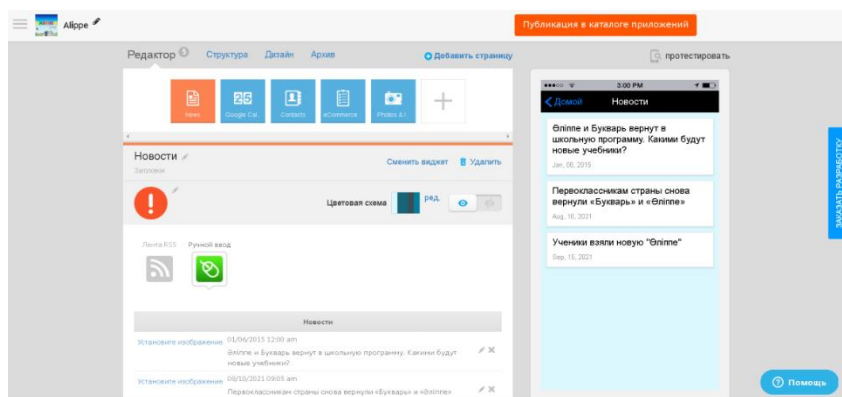 Alippe
Публикация в каталоге приложений
Редактор
Структура
Дизайн
Архив
Добавить страницу
протестировать
News
Google Cal.
Contacts
eCommerce
Photos & I
Новости
Заголовок
Сменить виджет
Удалить
Цветовая схема
ред.
Лента RSS
Ручной ввод
Новости
Установите изображение
01/06/2015 12:00 am
Әліппе и Букварь вернут в школьную программу. Какими будут
новые учебники?
Установите изображение
08/10/2021 09:05 am
Первоклассникам страны снова вернули «Букварь» и «Әліппе»
3:00 PM
Домой
Новости
Әліппе и Букварь вернут в
школьную программу. Какими будут
новые учебники?
Jan, 06, 2015
Первоклассникам страны снова
вернули «Букварь» и «Әліппе»
Aug, 10, 2021
Ученики взяли новую "Әліппе"
Sep, 15, 2021
ЗАКАЗАТЬ РАЗРАБОТКУ
Помощь